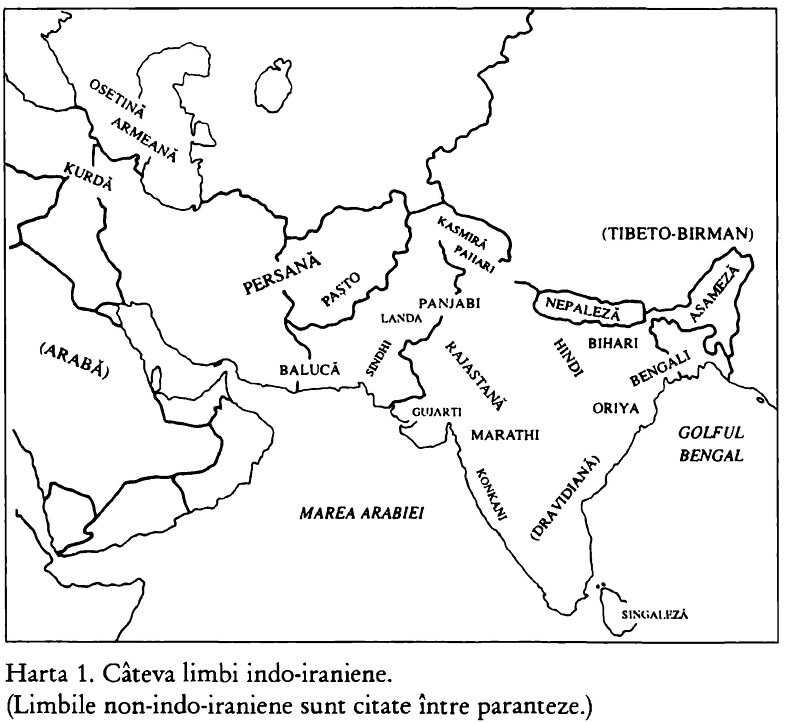 OSETINĂ
ARMEANĂ
KURDĂ
KASMIRĂ
PAHARI
(TIBETO-BIRMAN)
PERSANĂ
PAȘTO
ASAMEZĂ
PANJABI
NEPALEZĂ
LANDA
BIHARI
(ARABĂ)
BALUCĂ
SINDHI
RAJASTANĂ
HINDI
BENGALI
GUJARTI
ORIYA
MARATHI
GOLFUL
BENGAL
KONKANI
(DRAVIDIANĂ)
MAREA ARABIEI
SINGALEZĂ
Harta 1. Câteva limbi indo-iraniene.
(Limbile non-indo-iraniene sunt citate între paranteze.)